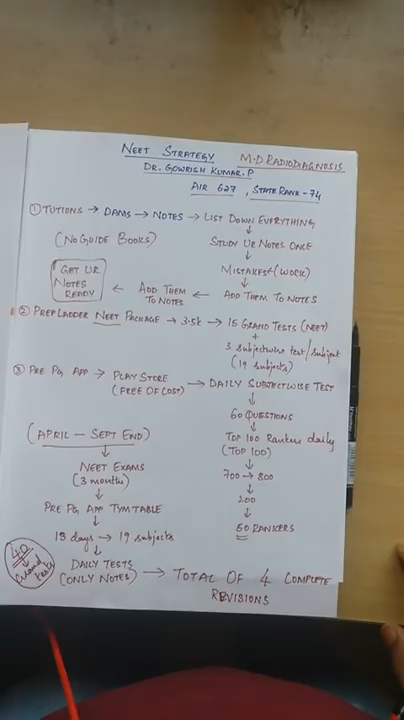 NEET STRATEGY M.D RADIODIAGNOSIS
DR. GOWRISH KUMAR. P
AIR 627, STATE RANK - 74
① TUTIONS → DAMS → NOTES → LIST DOWN EVERYTHING
(NO GUIDE BOOKS)
STUDY UR NOTES ONCE
MISTAKES (WORK)
ADD THEM TO NOTES
ADD THEM
TO NOTES
GET UR
NOTES
READY
② PREPLADDER NEET PACKAGE → 3.5k → 15 GRAND TESTS (NEET)
+
3 subjectwise test/subject
(19 subjects)
③ PRE PG APP → PLAY STORE → DAILY SUBJECTWISE TEST
(FREE OF COST)
60 QUESTIONS
TOP 100 Rankers daily
(TOP 100)
700 → 800
200
50 RANKERS
(APRIL – SEPT END)
NEET EXAMS
(3 months)
PRE PG APP TYMTABLE
19 subjects
DAILY TESTS
(ONLY NOTES) → TOTAL OF 4 COMPLETE
REVISIONS
40
Grand
tests